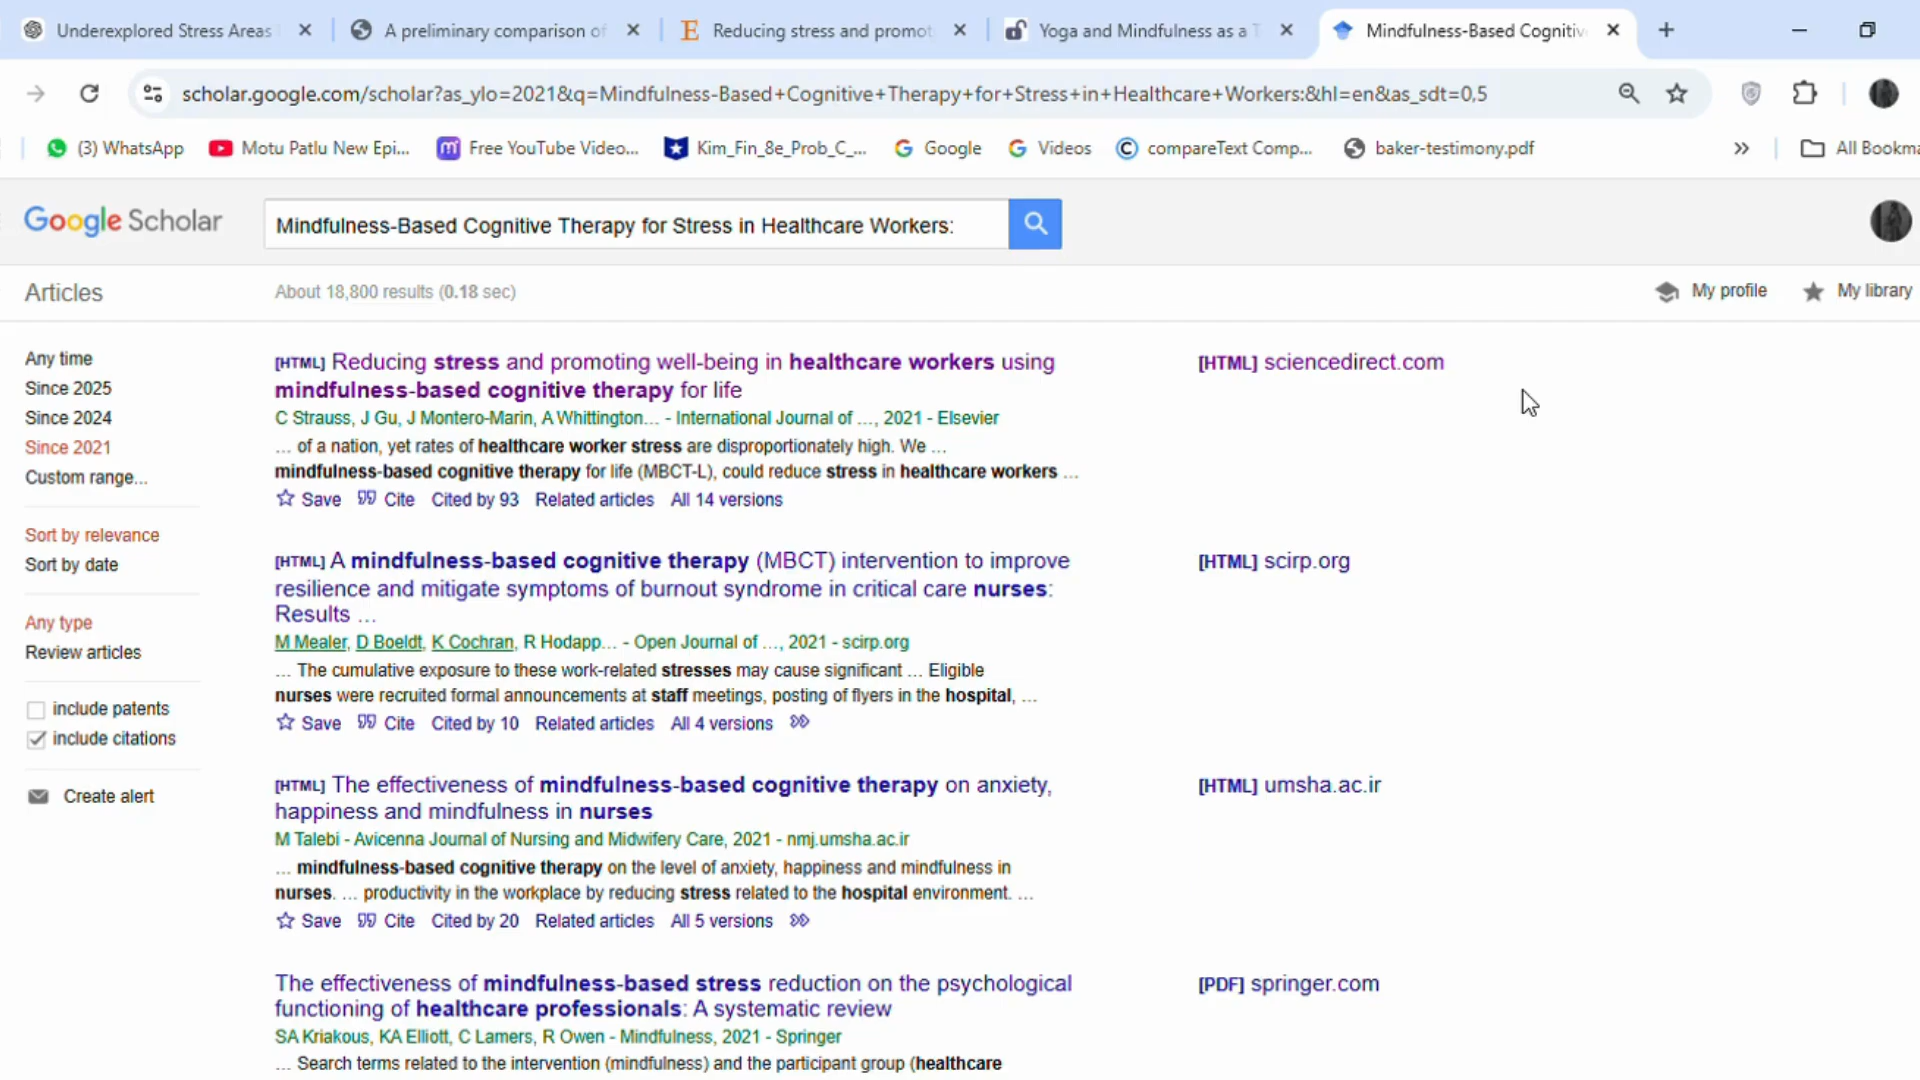 Underexplored Stress Areas
A preliminary comparison of
Reducing stress and promot
Yoga and Mindfulness as a T
Mindfulness-Based Cognitiv
scholar.google.com/scholar?as_ylo=2021&q=Mindfulness-Based+Cognitive+Therapy+for+Stress+in+Healthcare+Workers:&hl=en&as_sdt=0,5
(3) WhatsApp
Motu Patlu New Epi...
Free YouTube Video...
Kim_Fin_8e_Prob_C_...
Google
Videos
compareText Comp...
baker-testimony.pdf
All Bookma
Google Scholar
Mindfulness-Based Cognitive Therapy for Stress in Healthcare Workers:
Articles
About 18,800 results (0.18 sec)
My profile
My library
Any time
Since 2025
Since 2024
Since 2021
Custom range...
Sort by relevance
Sort by date
Any type
Review articles
include patents
include citations
Create alert
[HTML] Reducing stress and promoting well-being in healthcare workers using
mindfulness-based cognitive therapy for life
C Strauss, J Gu, J Montero-Marin, A Whittington... - International Journal of ..., 2021 - Elsevier
... of a nation, yet rates of healthcare worker stress are disproportionately high. We ...
mindfulness-based cognitive therapy for life (MBCT-L), could reduce stress in healthcare workers ...
Save Cite Cited by 93 Related articles All 14 versions
[HTML] sciencedirect.com
[HTML] A mindfulness-based cognitive therapy (MBCT) intervention to improve
resilience and mitigate symptoms of burnout syndrome in critical care nurses:
Results ...
M Mealer, D Boeldt, K Cochran, R Hodapp... - Open Journal of ..., 2021 - scirp.org
... The cumulative exposure to these work-related stresses may cause significant ... Eligible
nurses were recruited formal announcements at staff meetings, posting of flyers in the hospital, ...
Save Cite Cited by 10 Related articles All 4 versions
[HTML] scirp.org
[HTML] The effectiveness of mindfulness-based cognitive therapy on anxiety,
happiness and mindfulness in nurses
M Talebi - Avicenna Journal of Nursing and Midwifery Care, 2021 - nmj.umsha.ac.ir
... mindfulness-based cognitive therapy on the level of anxiety, happiness and mindfulness in
nurses. ... productivity in the workplace by reducing stress related to the hospital environment. ...
Save Cite Cited by 20 Related articles All 5 versions
[HTML] umsha.ac.ir
The effectiveness of mindfulness-based stress reduction on the psychological
functioning of healthcare professionals: A systematic review
SA Kriakous, KA Elliott, C Lamers, R Owen - Mindfulness, 2021 - Springer
... Search terms related to the intervention (mindfulness) and the participant group (healthcare
[PDF] springer.com